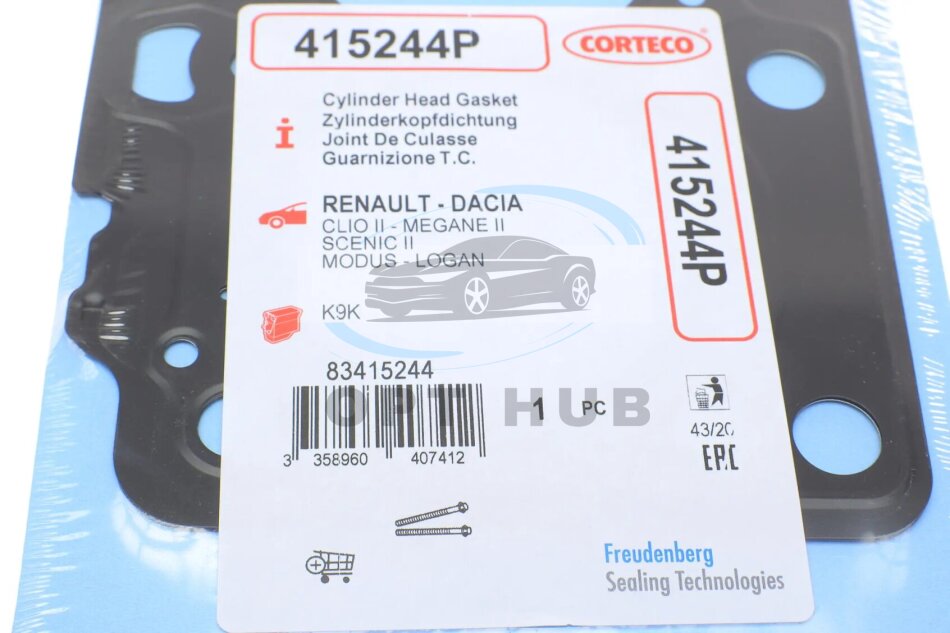 415244P
CORTECO
Cylinder Head Gasket
Zylinderkopfdichtung
Joint De Culasse
Guarnizione T.C.
415244P
RENAULT - DACIA
CLIO II - MEGANE II
SCENIC II
MODUS - LOGAN
K9K
83415244
OPT HUB
1 PC
3 358960 407412
43/20
EAC
Freudenberg
Sealing Technologies